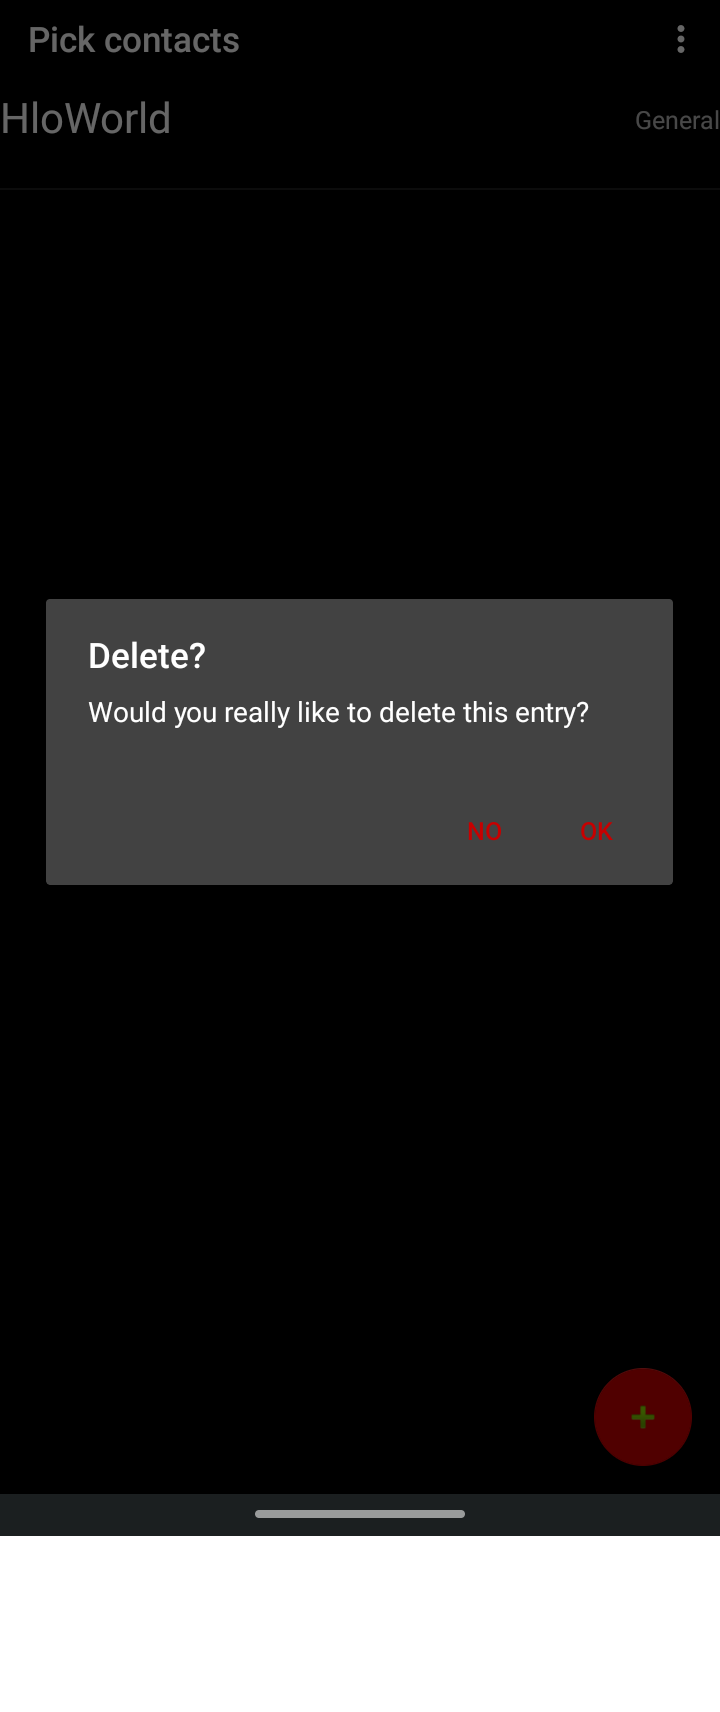 Pick contacts
HloWorld
General
Delete?
Would you really like to delete this entry?
NO
OK